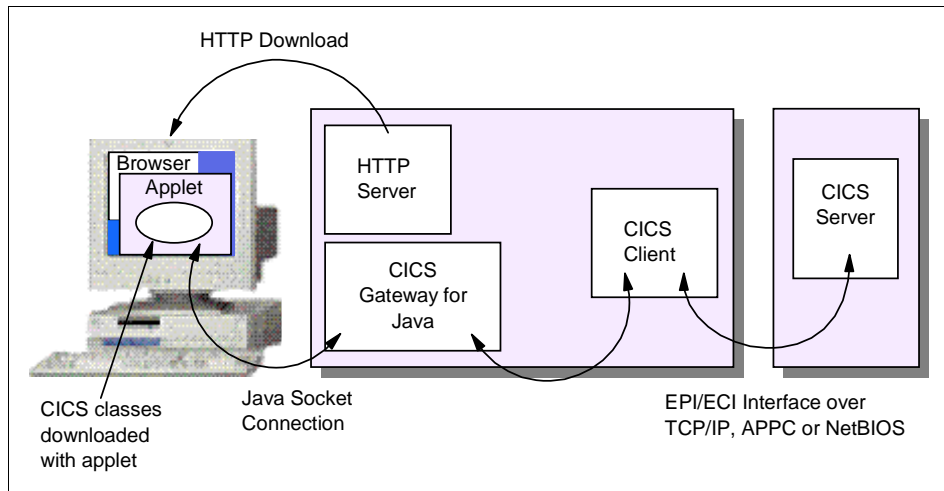 HTTP Download
Browser
Applet
HTTP
Server
CICS
Gateway for
Java
CICS
Client
CICS
Server
CICS classes
downloaded
with applet
Java Socket
Connection
EPI/ECI Interface over
TCP/IP, APPC or NetBIOS